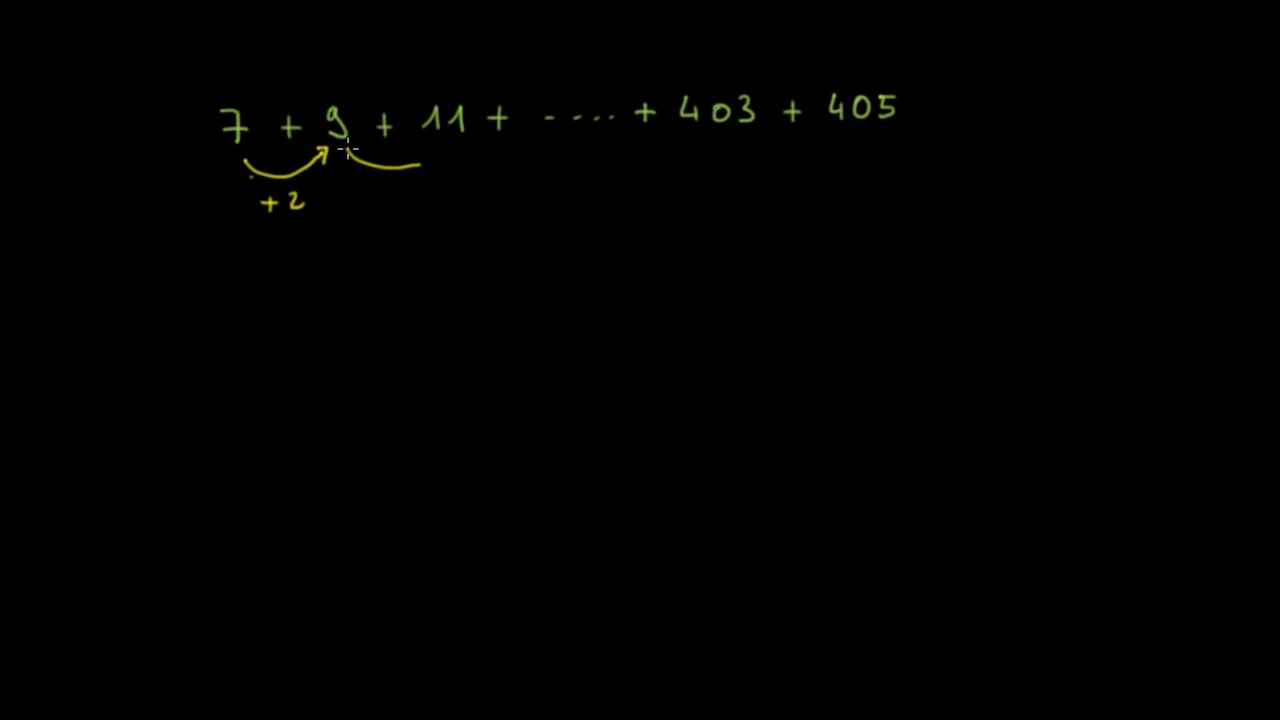 7 + 9 + 11 + ..... + 403 + 405
+ 2